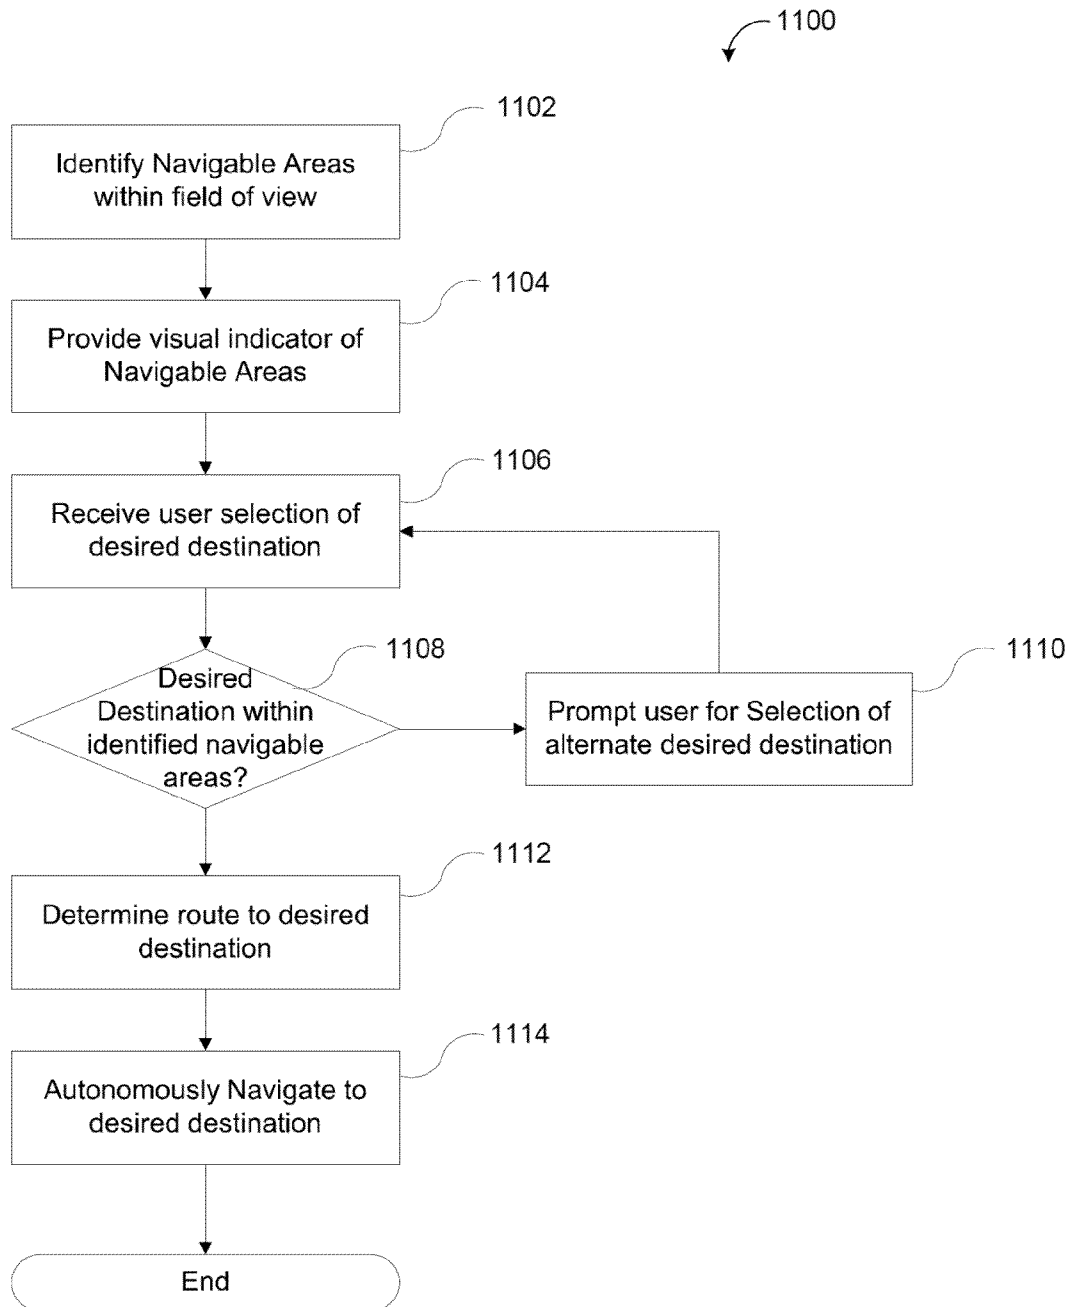 1100
1102
Identify Navigable Areas
within field of view
1104
Provide visual indicator of
Navigable Areas
1106
Receive user selection of
desired destination
1108
Desired
Destination within
identified navigable
areas?
1110
Prompt user for Selection of
alternate desired destination
1112
Determine route to desired
destination
1114
Autonomously Navigate to
desired destination
End